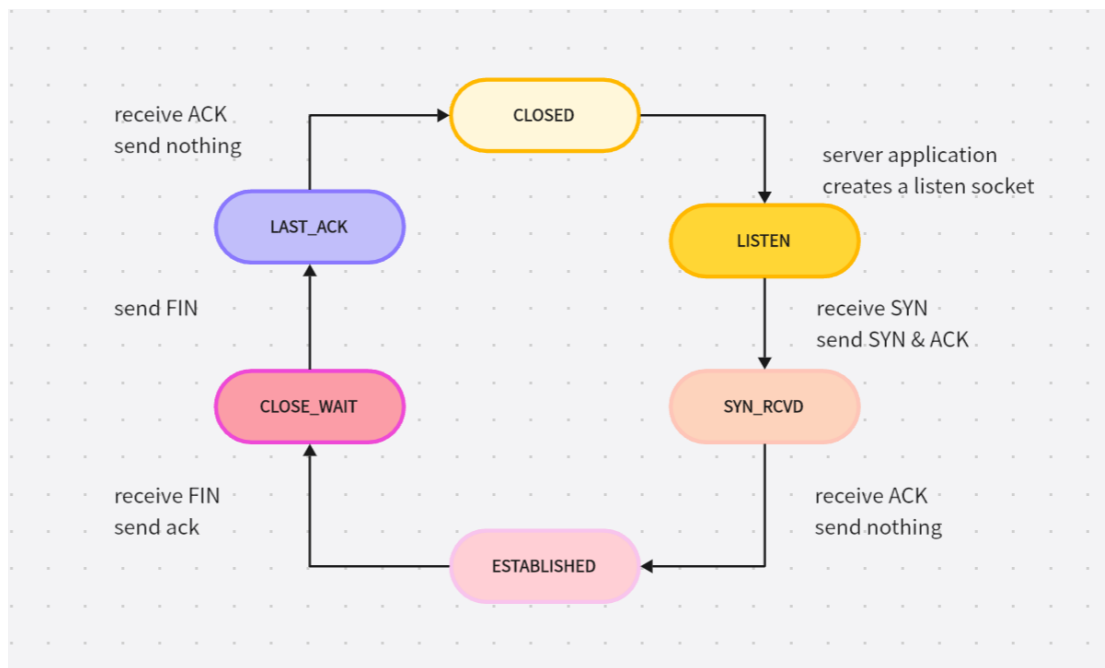 CLOSED
receive ACK
send nothing
server application
creates a listen socket
LAST_ACK
LISTEN
send FIN
receive SYN
send SYN & ACK
CLOSE_WAIT
SYN_RCVD
receive FIN
send ack
receive ACK
send nothing
ESTABLISHED